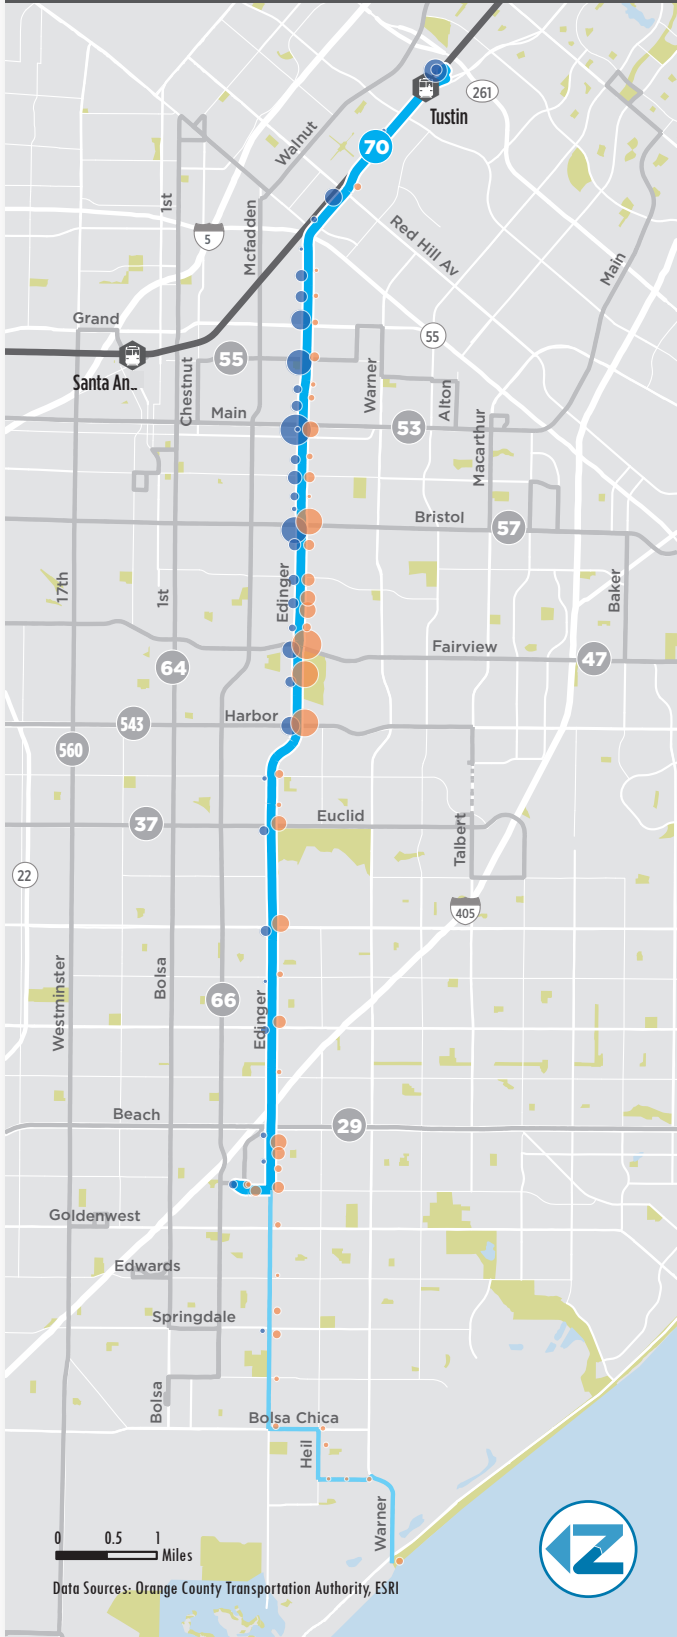 261
Tustin
Walnut
70
1st
Mcfadden
5
Red Hill Av
Main
Grand
55
55
Santa An...
Chestnut
Warner
Alton
Main
53
Macarthur
Bristol
57
17th
1st
Edinger
Baker
Fairview
64
47
Harbor
543
560
Euclid
37
Talbert
22
405
Westminster
Bolsa
66
Edinger
Beach
29
Goldenwest
Edwards
Springdale
Bolsa
Bolsa Chica
Heil
Warner
0 0.5 1
Miles
Data Sources: Orange County Transportation Authority, ESRI
Z